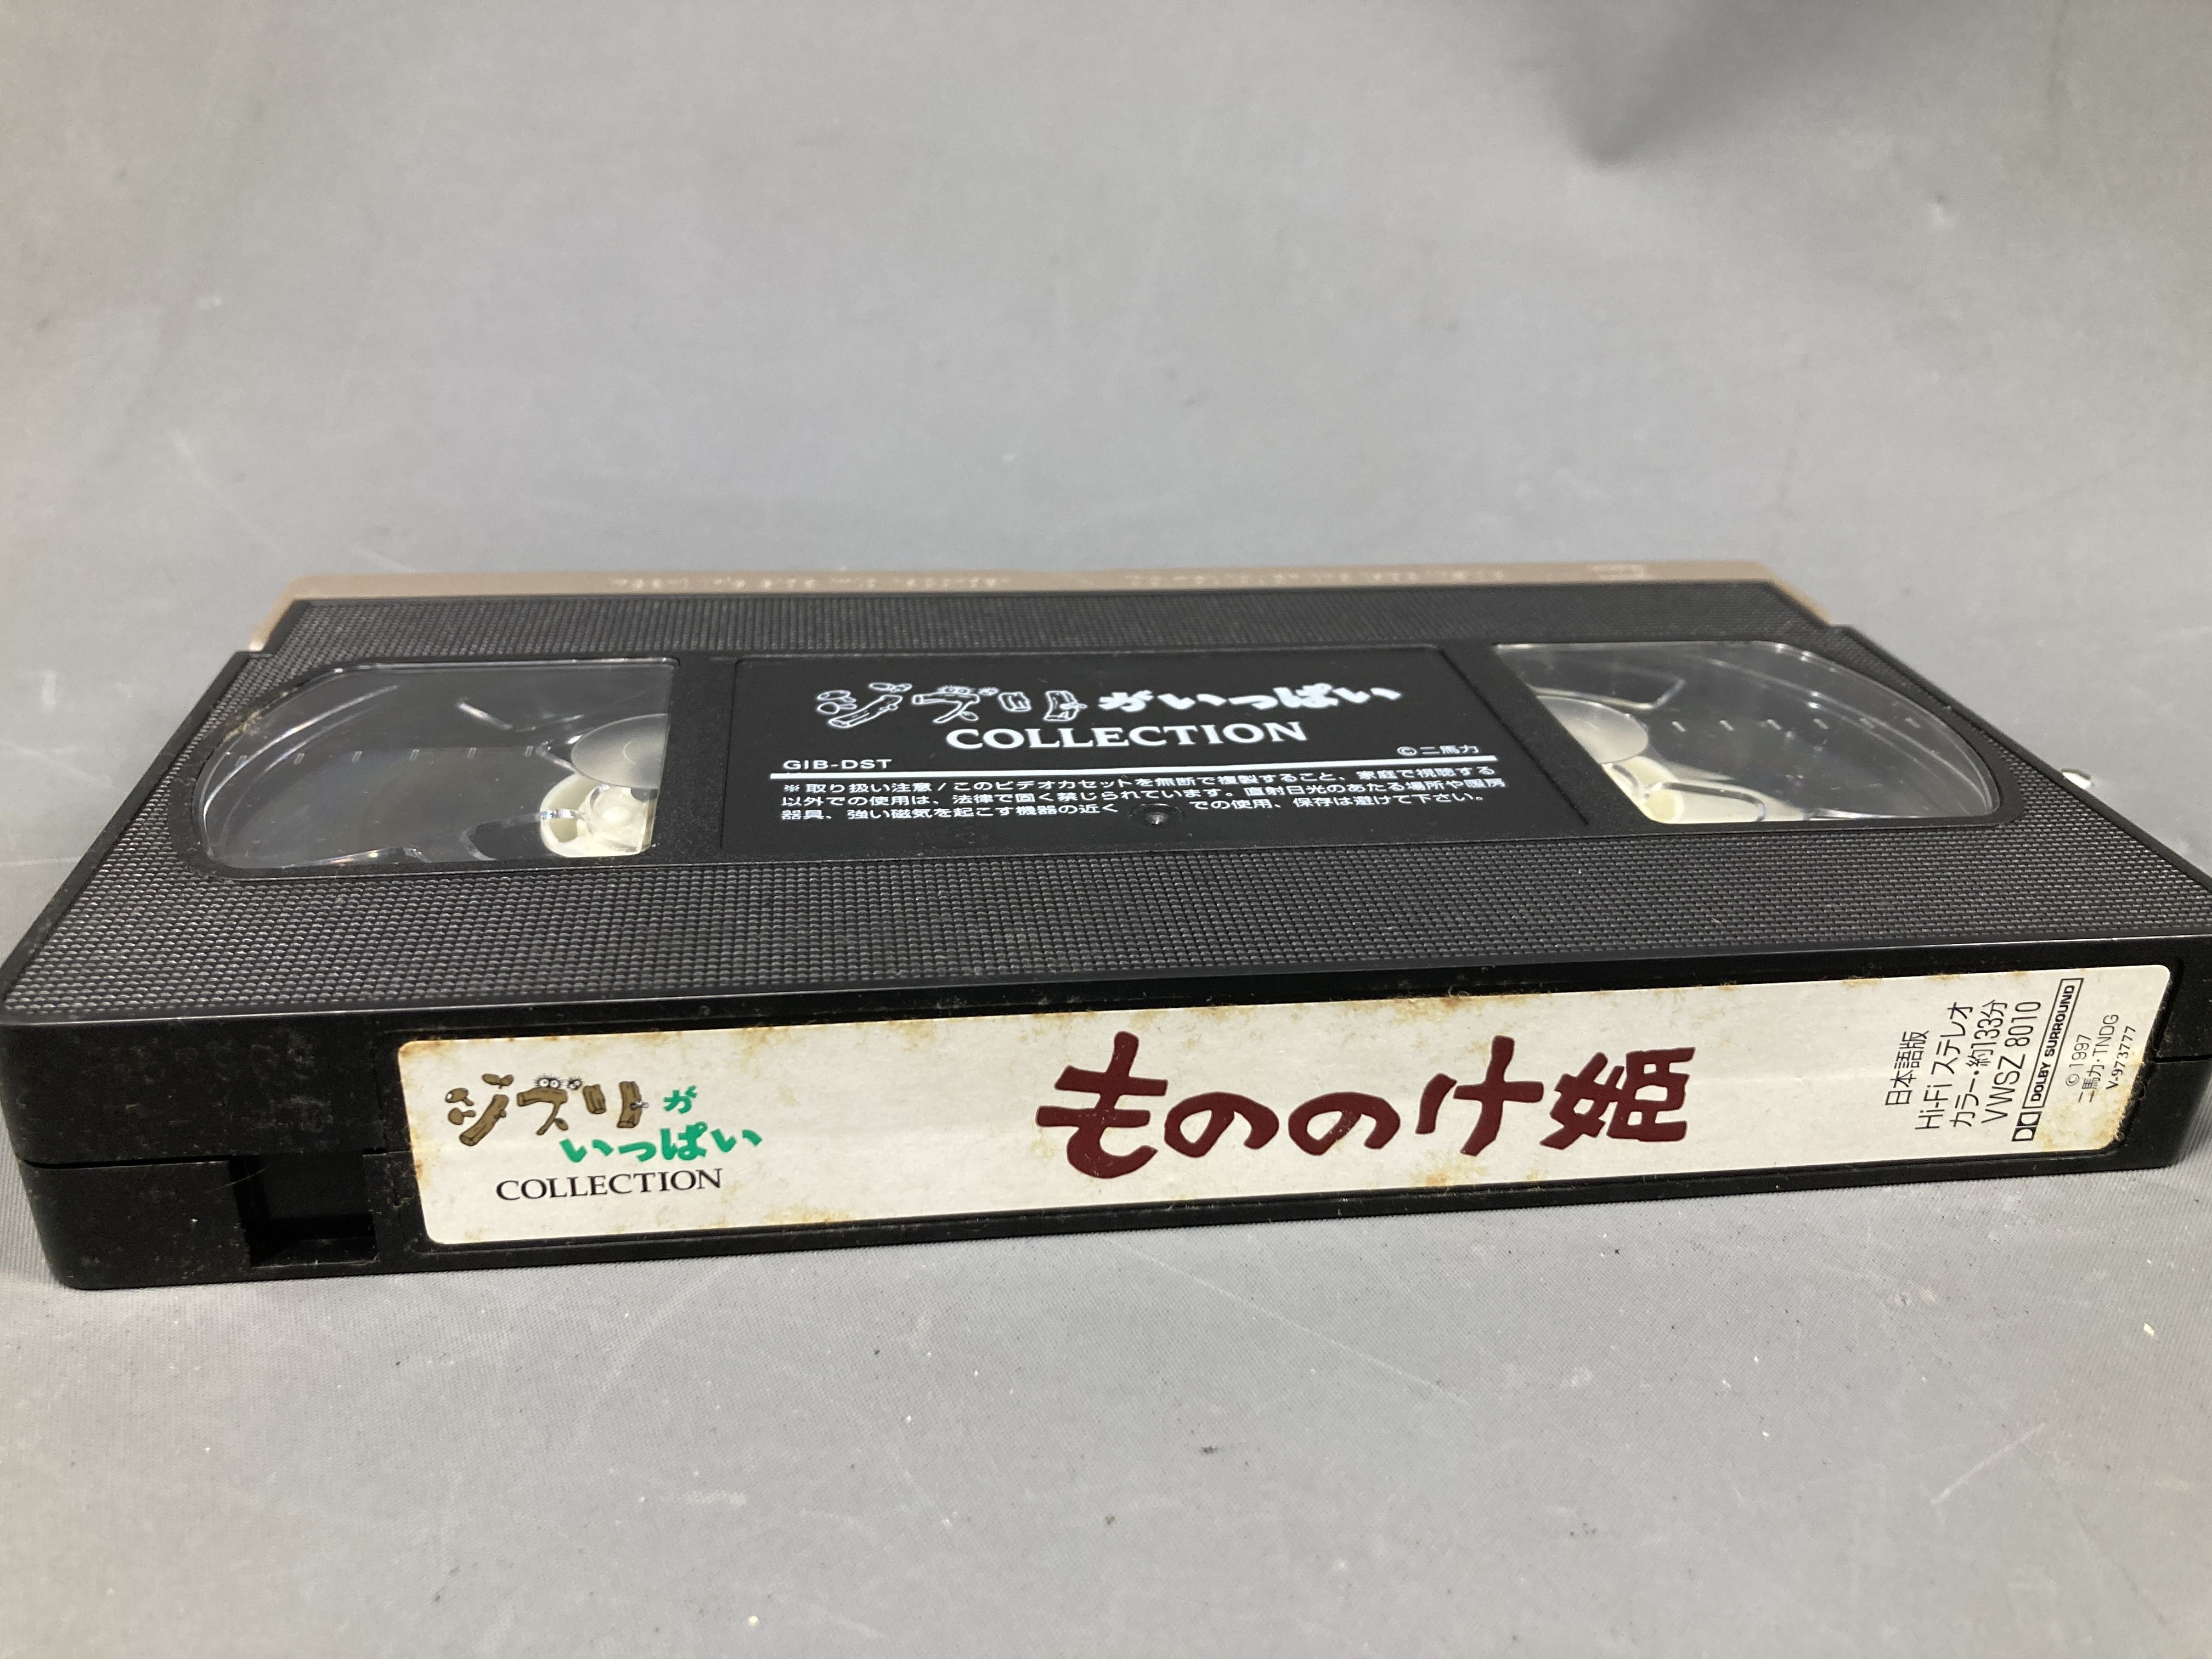 ジブリがいっぱい
COLLECTION
GIB-DST
©二馬力
※取り扱い注意/このビデオカセットを無断で複製すること、家庭で視聴する
以外での使用は、法律で固く禁じられています。直射日光のあたる場所や暖房
器具、強い磁気を起こす機器の近く での使用、保存は避けて下さい。
ジブリが
いっぱい
COLLECTION
もののけ姫
日本語版
Hi-Fi ステレオ
カラー・約133分
VWSZ 8010
DOLBY SURROUND
©1997
二馬力・TNDG
V-973777